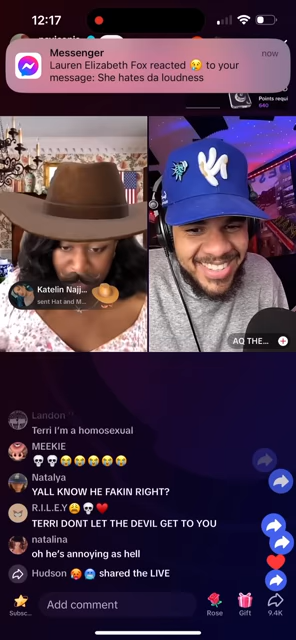 12:17
Messenger
now
Lauren Elizabeth Fox reacted 😢 to your
message: She hates da loudness
Points requi
640
Katelin Najj...
sent Hat and M...
AO THE...
Landon
Terri I'm a homosexual
MEEKIE
💀💀😭😭😭😭😭
Natalya
YALL KNOW HE FAKIN RIGHT?
R.I.L.E.Y😩💀❤️
TERRI DONT LET THE DEVIL GET TO YOU
natalina
oh he's annoying as hell
Hudson 🥵🥶 shared the LIVE
Subsc...
Add comment
Rose
Gift
9.4K